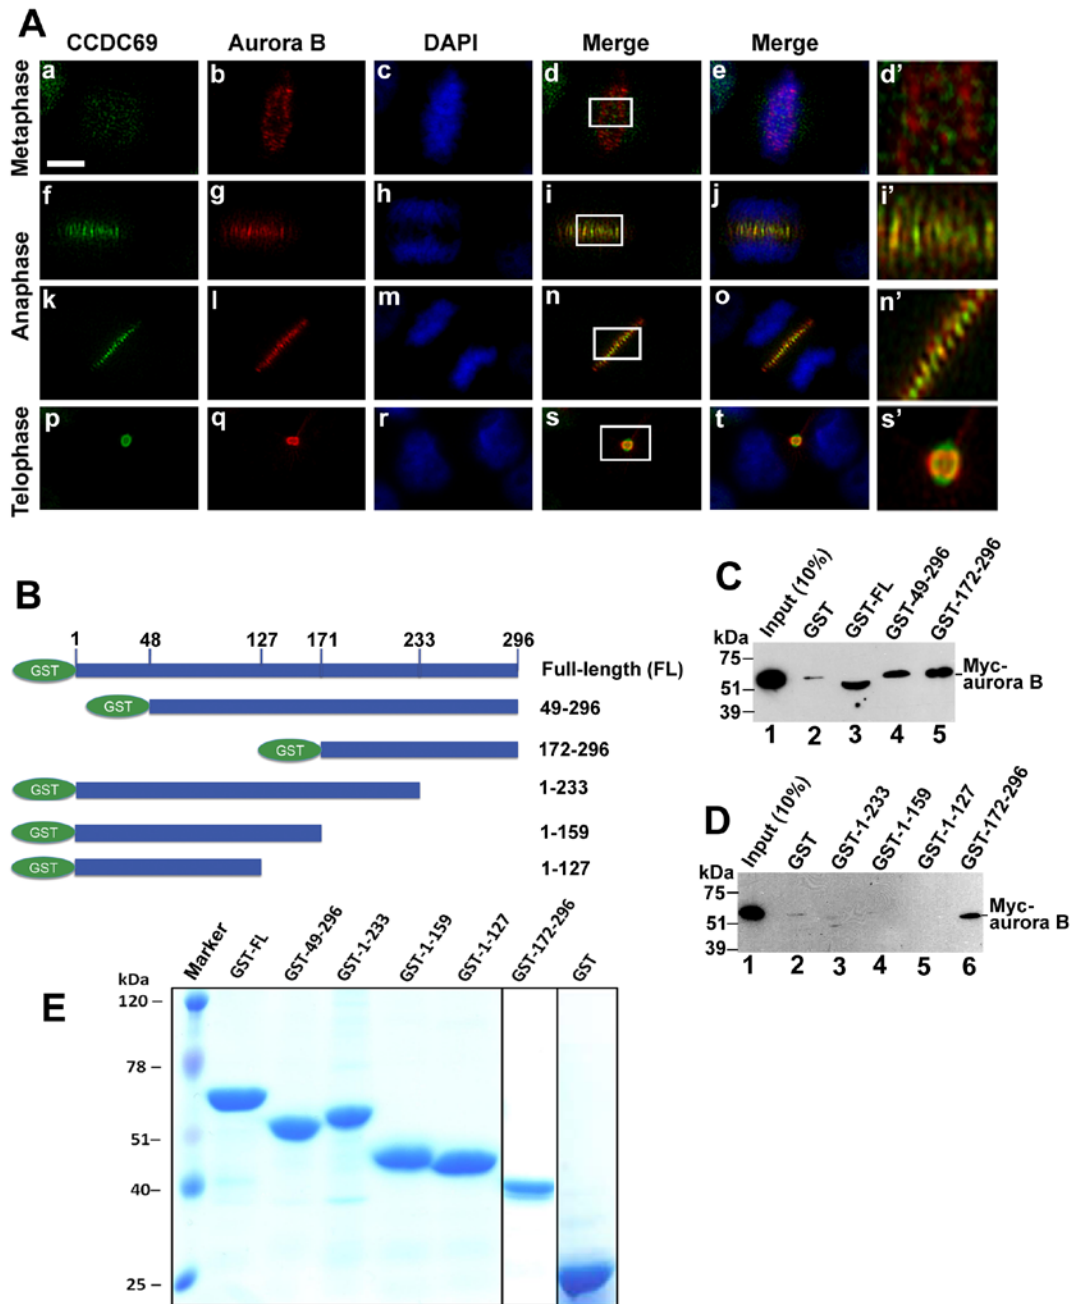 A
CCDC69 Aurora B DAPI Merge Merge
Metaphase
a b c d e d'
Anaphase
f g h i j i'
k l m n o n'
Telophase
p q r s t s'
B
1 48 127 171 233 296
GST Full-length (FL)
GST 49-296
GST 172-296
GST 1-233
GST 1-159
GST 1-127
C
Input (10%) GST GST-FL GST-49-296 GST-172-296
kDa
75
51
39
Myc-
aurora B
1 2 3 4 5
D
Input (10%) GST GST-1-233 GST-1-159 GST-1-127 GST-172-296
kDa
75
51
39
Myc-
aurora B
1 2 3 4 5 6
E
Marker GST-FL GST-49-296 GST-1-233 GST-1-159 GST-1-127 GST-172-296 GST
kDa
120
78
51
40
25